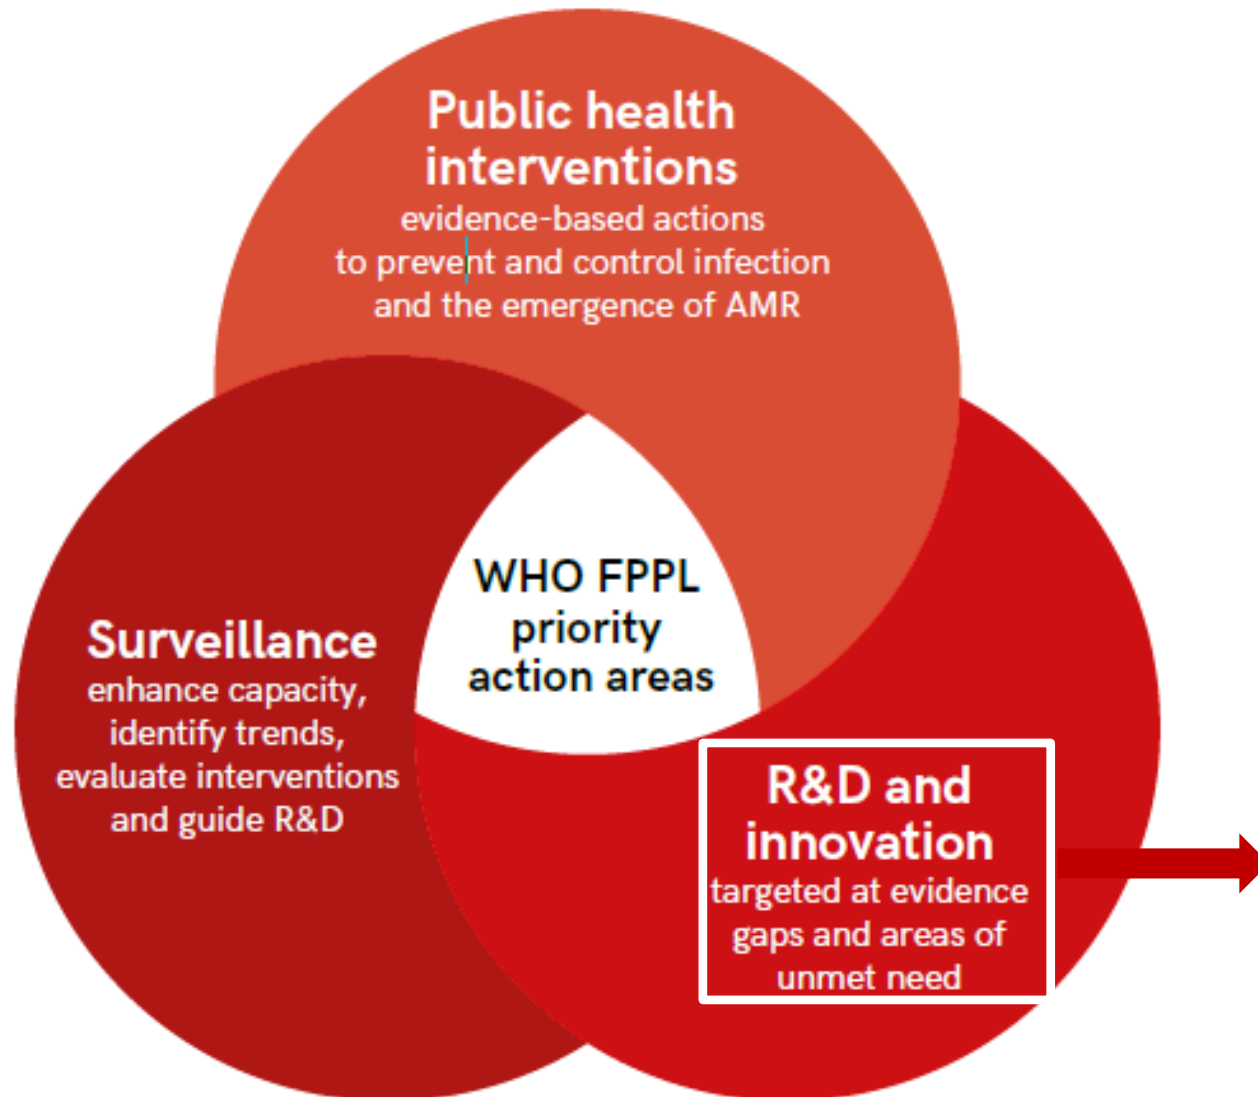 Public health
interventions
evidence-based actions
to prevent and control infection
and the emergence of AMR
WHO FPPL
priority
action areas
Surveillance
enhance capacity,
identify trends,
evaluate interventions
and guide R&D
R&D and
innovation
targeted at evidence
gaps and areas of
unmet need